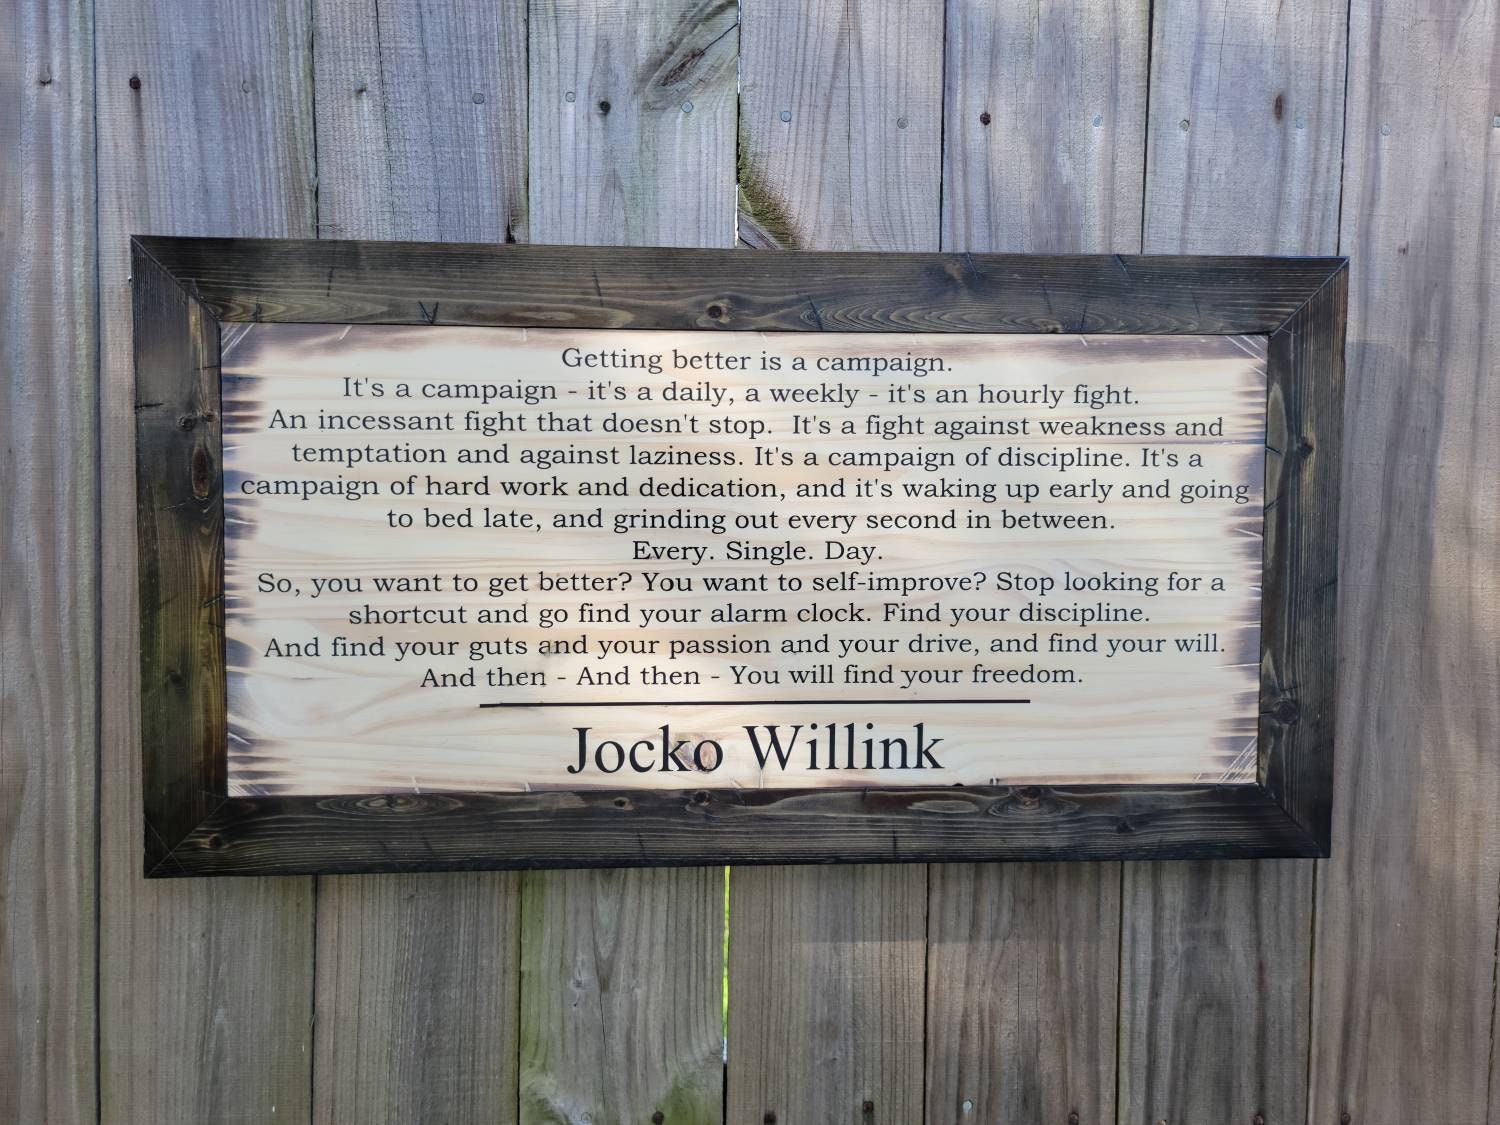 Getting better is a campaign.
It's a campaign - it's a daily, a weekly - it's an hourly fight.
An incessant fight that doesn't stop.  It's a fight against weakness and
temptation and against laziness. It's a campaign of discipline. It's a
campaign of hard work and dedication, and it's waking up early and going
to bed late, and grinding out every second in between.
Every. Single. Day.
So, you want to get better? You want to self-improve? Stop looking for a
shortcut and go find your alarm clock. Find your discipline.
And find your guts and your passion and your drive, and find your will.
And then - And then - You will find your freedom.
Jocko Willink